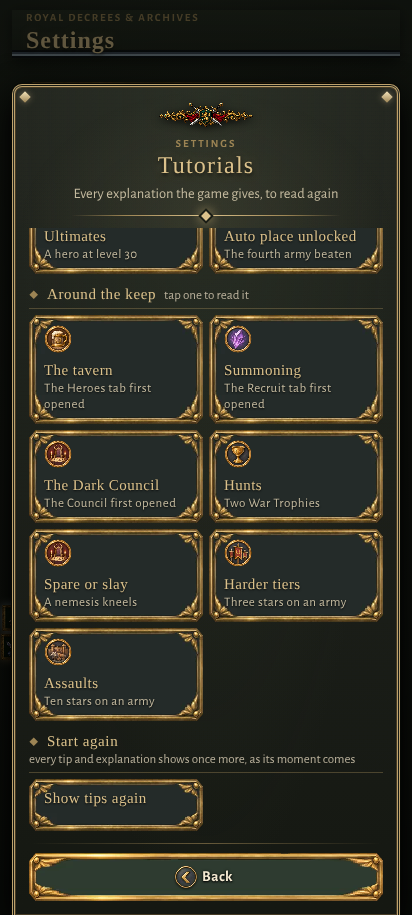 ROYAL DECREES & ARCHIVES
Settings
SETTINGS
Tutorials
Every explanation the game gives, to read again
Ultimates
A hero at level 30
Auto place unlocked
The fourth army beaten
Around the keep tap one to read it
The tavern
The Heroes tab first
opened
Summoning
The Recruit tab first
opened
The Dark Council
The Council first opened
Hunts
Two War Trophies
Spare or slay
A nemesis kneels
Harder tiers
Three stars on an army
Assaults
Ten stars on an army
Start again
every tip and explanation shows once more, as its moment comes
Show tips again
Back